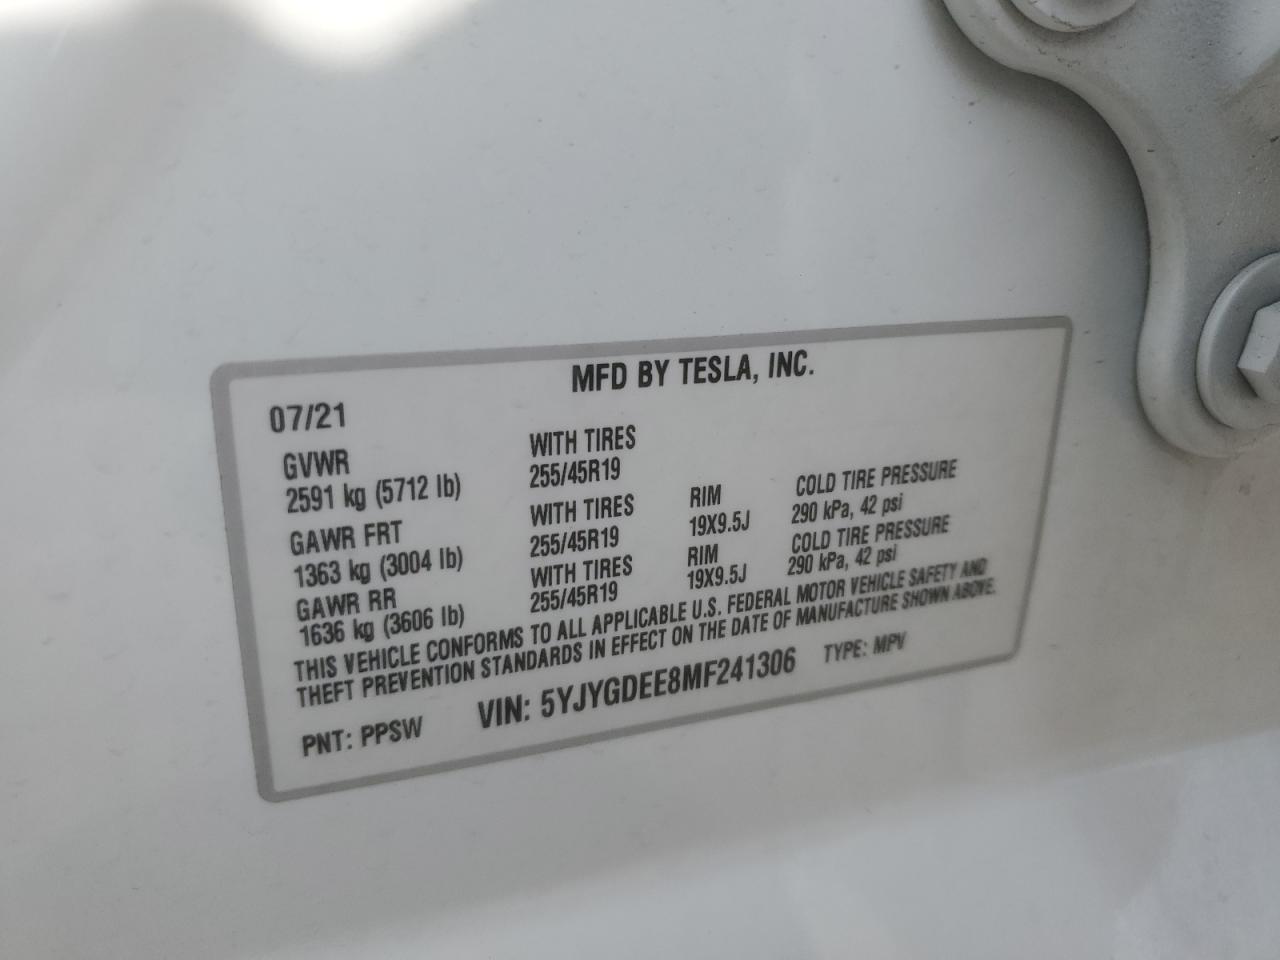 MFD BY TESLA, INC.
07/21
GVWR WITH TIRES
2591 kg (5712 lb) 255/45R19
GAWR FRT WITH TIRES RIM COLD TIRE PRESSURE
1363 kg (3004 lb) 255/45R19 19X9.5J 290 kPa, 42 psi
GAWR RR WITH TIRES RIM COLD TIRE PRESSURE
1636 kg (3606 lb) 255/45R19 19X9.5J 290 kPa, 42 psi
THIS VEHICLE CONFORMS TO ALL APPLICABLE U.S. FEDERAL MOTOR VEHICLE SAFETY AND
THEFT PREVENTION STANDARDS IN EFFECT ON THE DATE OF MANUFACTURE SHOWN ABOVE.
PNT: PPSW VIN: 5YJYGDEE8MF241306 TYPE: MPV